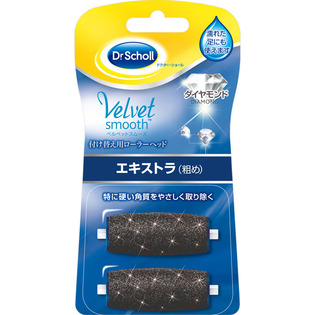 Dr.Scholl
ドクター・ショール
濡れた
足にも
使えます
ダイヤモンド
DIAMOND
Velvet
smooth™
ベルベットスムーズ
付け替え用ローラーヘッド
エキストラ（粗め）
特に硬い角質をやさしく取り除く